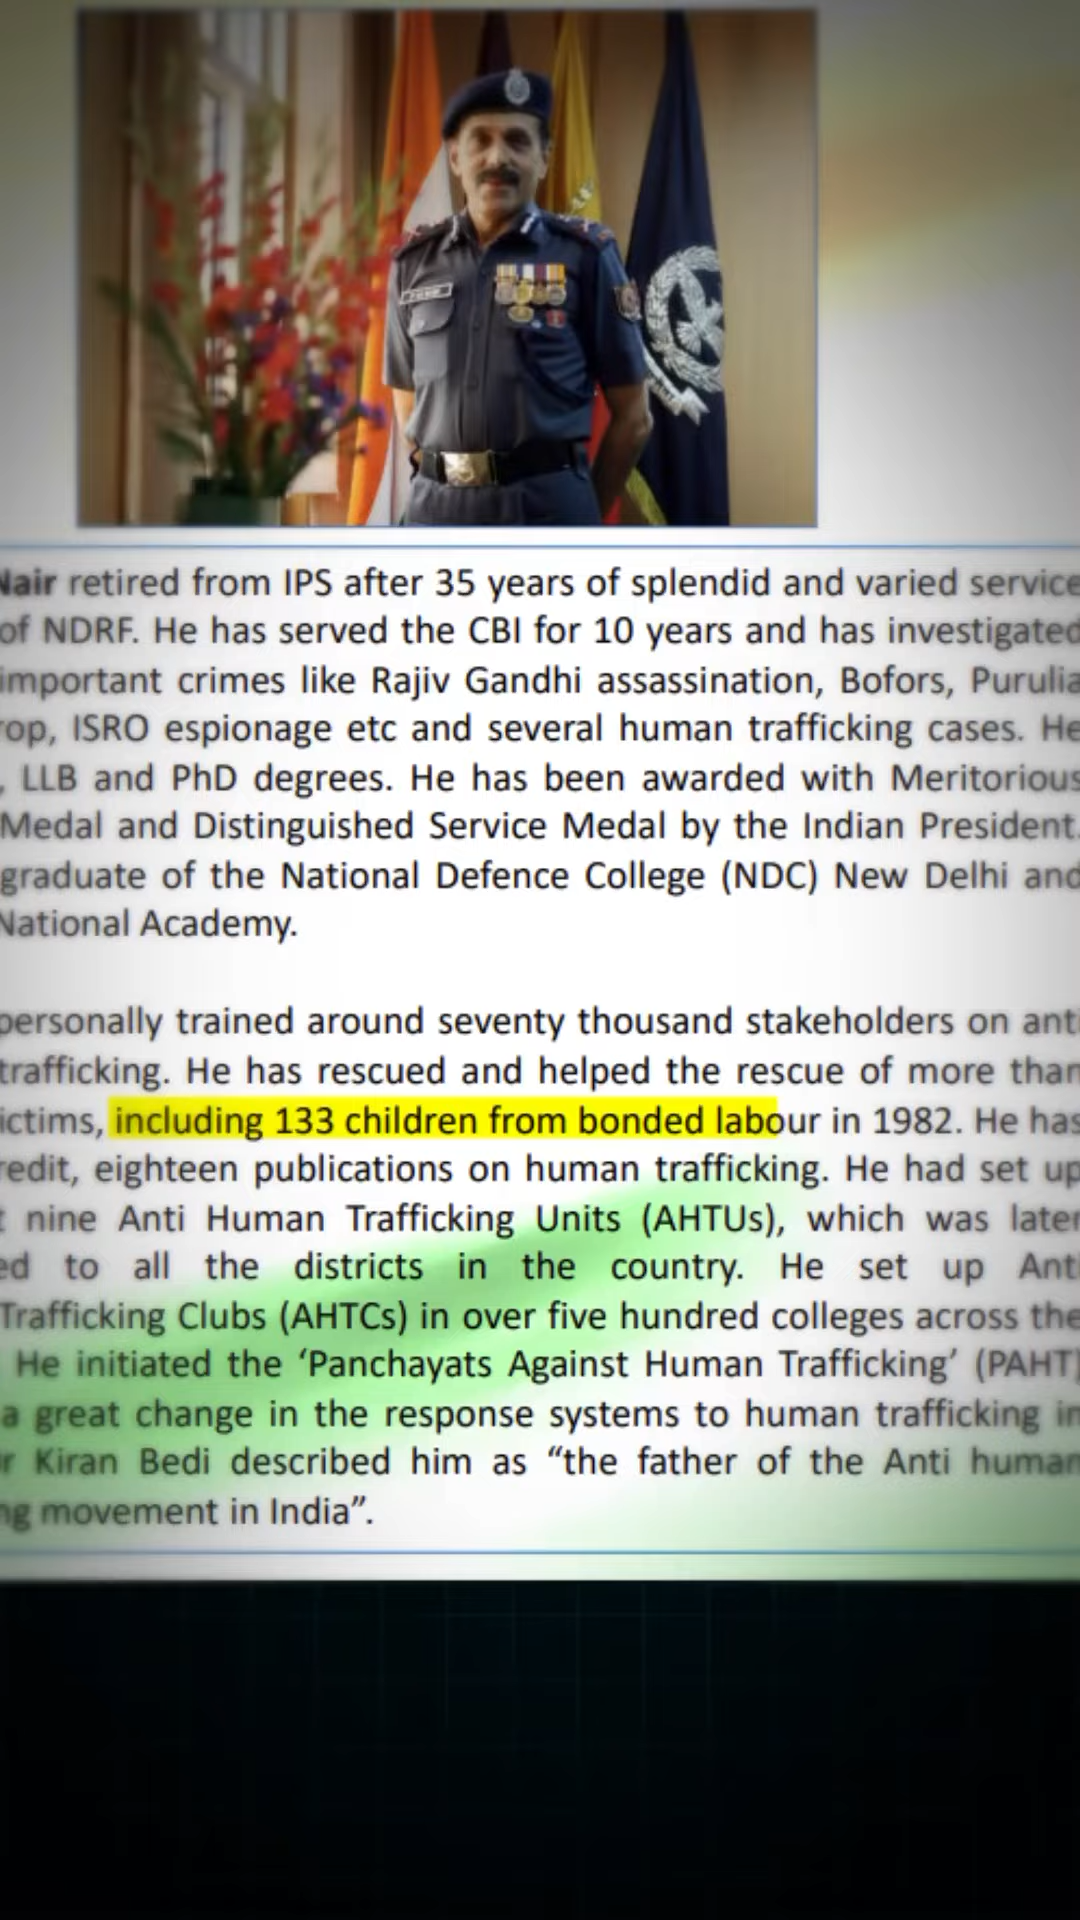 Nair retired from IPS after 35 years of splendid and varied service
of NDRF. He has served the CBI for 10 years and has investigated
important crimes like Rajiv Gandhi assassination, Bofors, Purulia
rop, ISRO espionage etc and several human trafficking cases. He
, LLB and PhD degrees. He has been awarded with Meritorious
Medal and Distinguished Service Medal by the Indian President.
graduate of the National Defence College (NDC) New Delhi and
National Academy.
personally trained around seventy thousand stakeholders on anti
trafficking. He has rescued and helped the rescue of more than
ictims, including 133 children from bonded labour in 1982. He has
redit, eighteen publications on human trafficking. He had set up
t nine Anti Human Trafficking Units (AHTUs), which was later
ed to all the districts in the country. He set up Anti
Trafficking Clubs (AHTCs) in over five hundred colleges across the
He initiated the ‘Panchayats Against Human Trafficking’ (PAHT)
a great change in the response systems to human trafficking in
r Kiran Bedi described him as “the father of the Anti human
ng movement in India”.